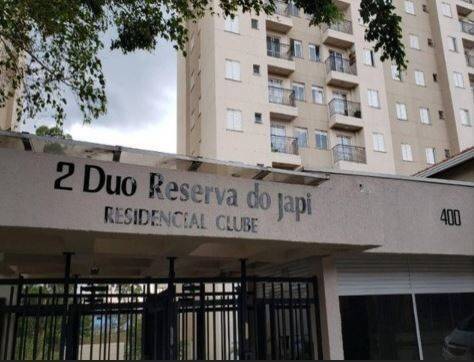 2 Duo Reserva do Japi
RESIDENCIAL CLUBE
400